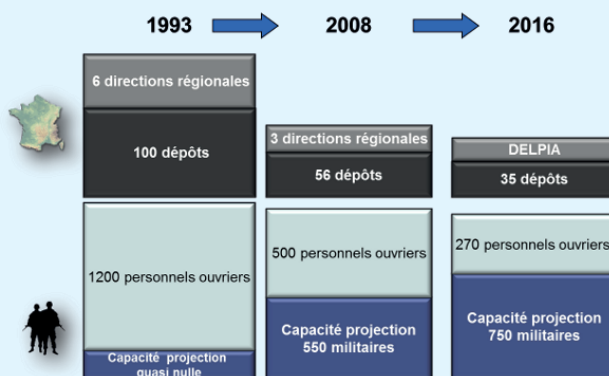 1993 2008 2016
6 directions régionales
100 dépôts
3 directions régionales
56 dépôts
DELPIA
35 dépôts
1200 personnels ouvriers
Capacité projection
quasi nulle
500 personnels ouvriers
Capacité projection
550 militaires
270 personnels ouvriers
Capacité projection
750 militaires